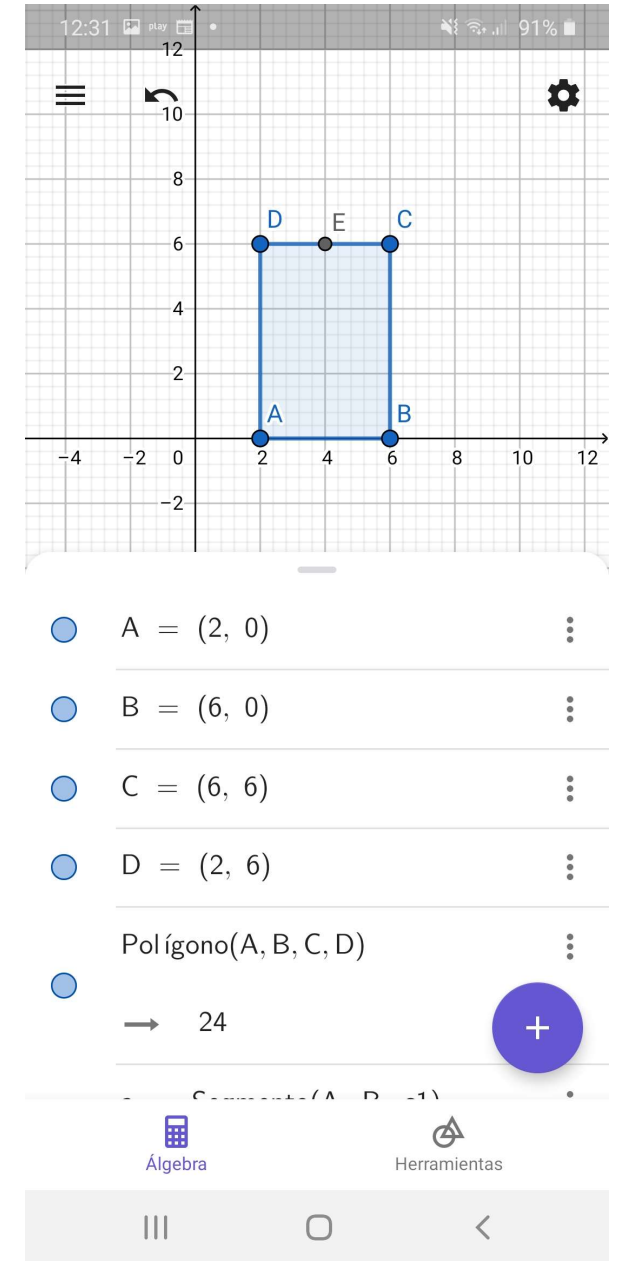 12:31 play 91%
12
10
8
D E C
6
4
2
A B
−4 −2 0 2 4 6 8 10 12
−2
A = (2, 0)
B = (6, 0)
C = (6, 6)
D = (2, 6)
Polígono(A, B, C, D)
→ 24
Álgebra Herramientas